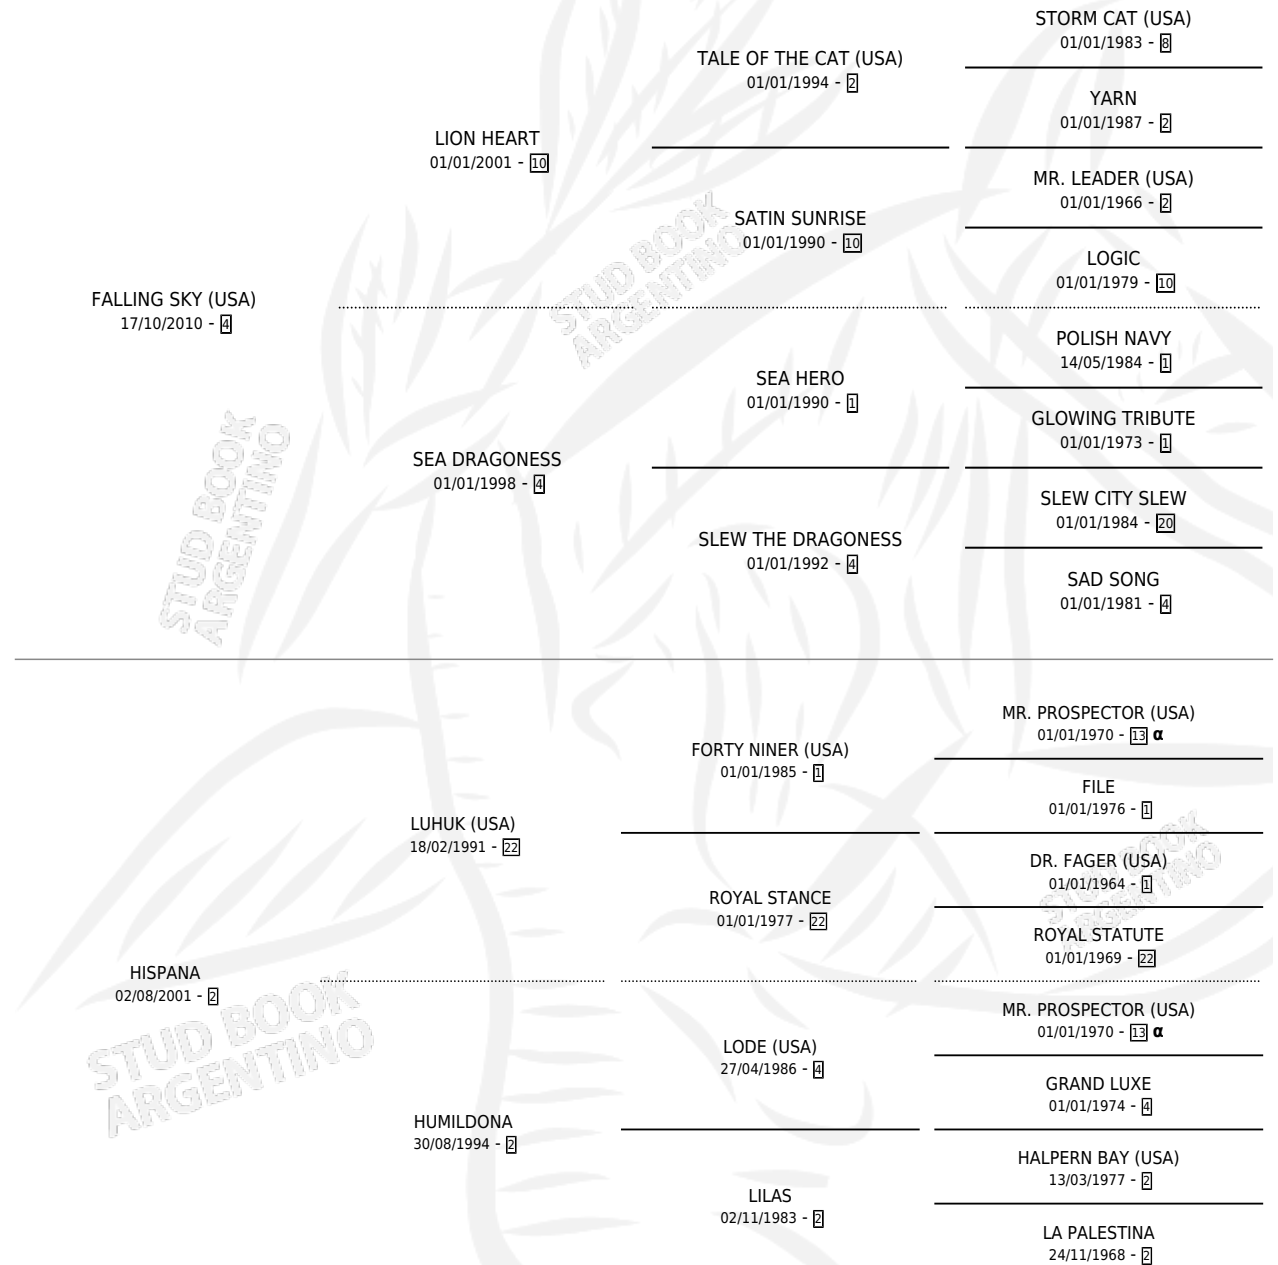 STORM CAT (USA)
01/01/1983 - 8
TALE OF THE CAT (USA)
01/01/1994 - 2
YARN
01/01/1987 - 2
LION HEART
01/01/2001 - 10
MR. LEADER (USA)
01/01/1966 - 2
SATIN SUNRISE
01/01/1990 - 10
LOGIC
01/01/1979 - 10
FALLING SKY (USA)
17/10/2010 - 4
STUD BOOK
ARGENTINO
POLISH NAVY
14/05/1984 - 1
SEA HERO
01/01/1990 - 1
GLOWING TRIBUTE
01/01/1973 - 1
SEA DRAGONESS
01/01/1998 - 4
SLEW CITY SLEW
01/01/1984 - 20
SLEW THE DRAGONESS
01/01/1992 - 4
SAD SONG
01/01/1981 - 4
STUD BOOK
ARGENTINO
MR. PROSPECTOR (USA)
01/01/1970 - 13 α
FORTY NINER (USA)
01/01/1985 - 1
FILE
01/01/1976 - 1
LUHUK (USA)
18/02/1991 - 22
DR. FAGER (USA)
01/01/1964 - 1
STUD BOOK
ARGENTINO
ROYAL STANCE
01/01/1977 - 22
ROYAL STATUTE
01/01/1969 - 22
HISPANA
02/08/2001 - 2
STUD BOOK
ARGENTINO
MR. PROSPECTOR (USA)
01/01/1970 - 13 α
LODE (USA)
27/04/1986 - 4
GRAND LUXE
01/01/1974 - 4
HUMILDONA
30/08/1994 - 2
HALPERN BAY (USA)
13/03/1977 - 2
LILAS
02/11/1983 - 2
LA PALESTINA
24/11/1968 - 2